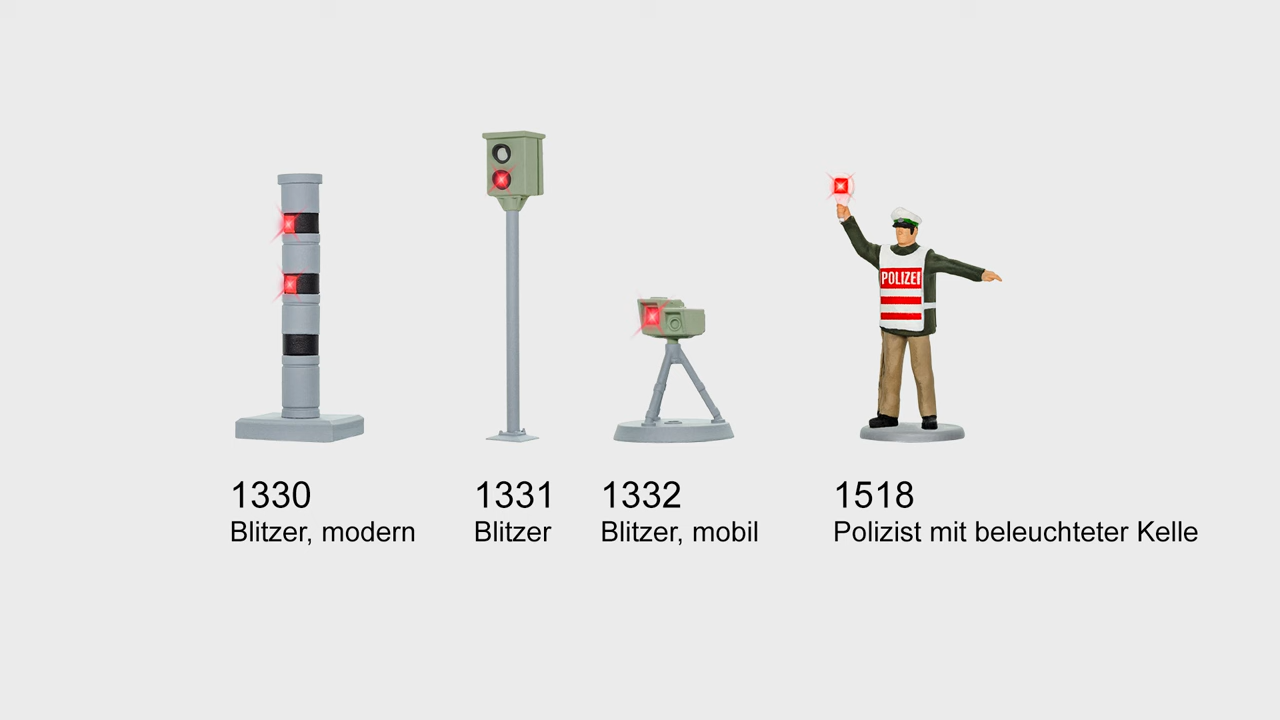 POLIZEI
1330
Blitzer, modern
1331
Blitzer
1332
Blitzer, mobil
1518
Polizist mit beleuchteter Kelle